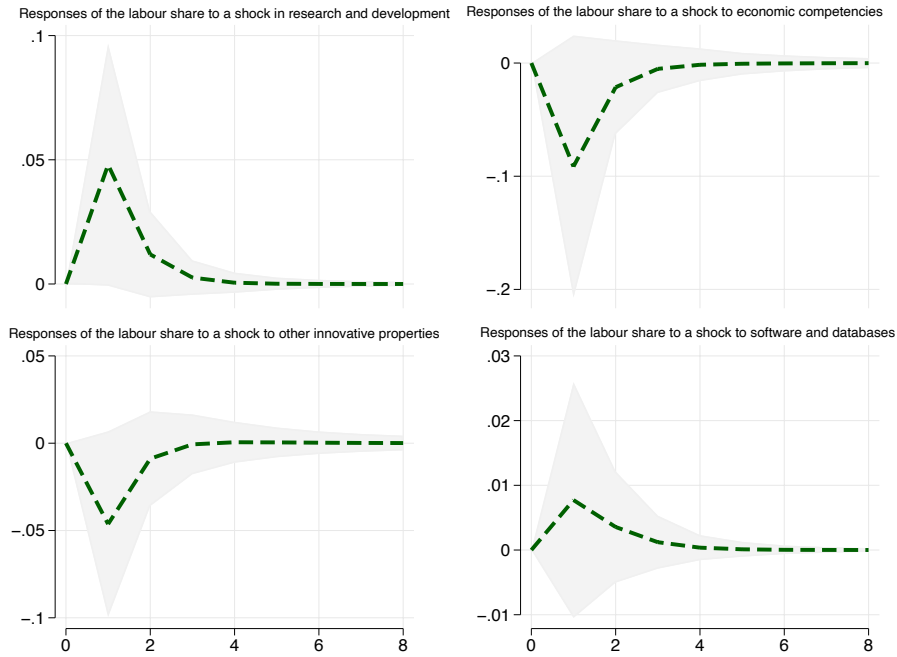 Responses of the labour share to a shock in research and development
.1
.05
0
Responses of the labour share to a shock to economic competencies
0
-.1
-.2
Responses of the labour share to a shock to other innovative properties
.05
0
-.05
-.1
0 2 4 6 8
Responses of the labour share to a shock to software and databases
.03
.02
.01
0
-.01
0 2 4 6 8